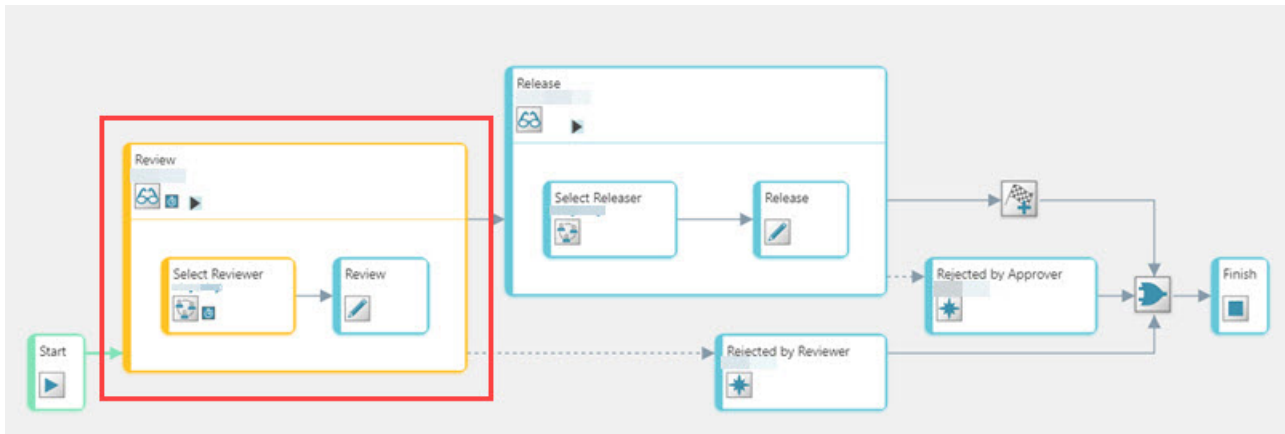 Release
Review
Select Releaser
Release
Select Reviewer
Review
Rejected by Approver
Finish
Start
Rejected by Reviewer